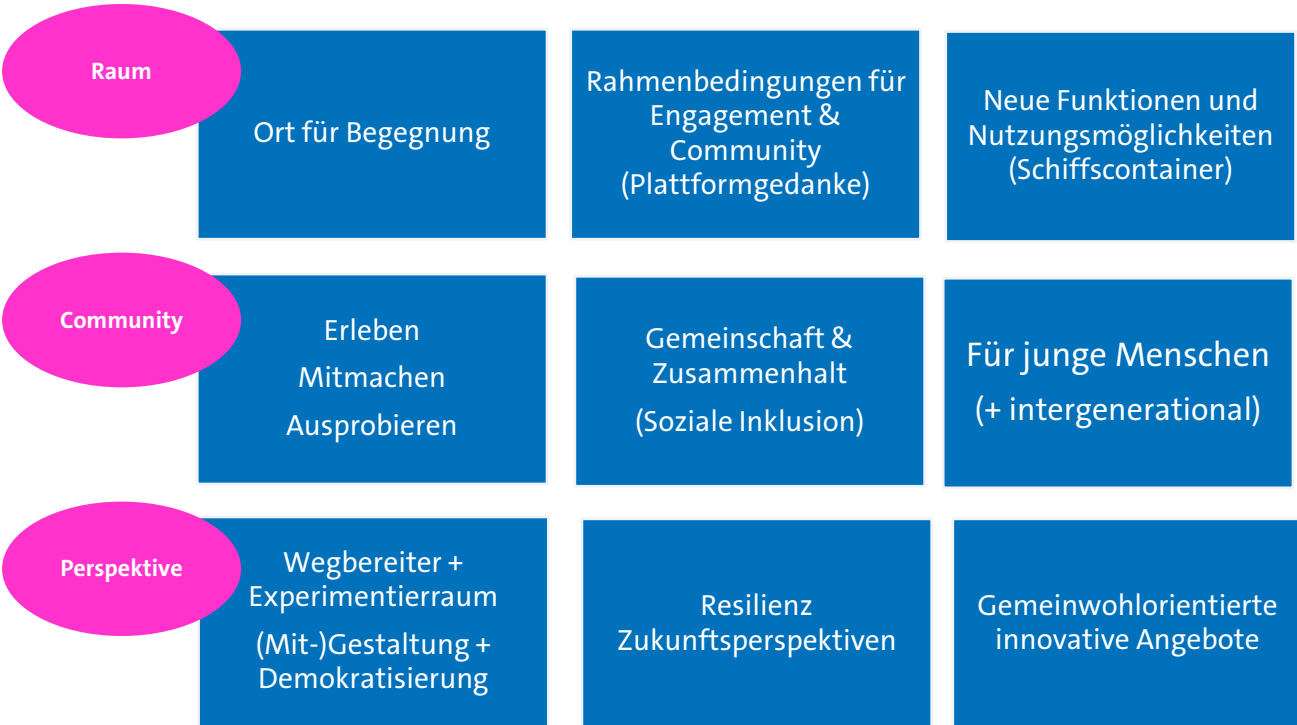 Raum
Ort für Begegnung
Rahmenbedingungen für
Engagement &
Community
(Plattformgedanke)
Neue Funktionen und
Nutzungsmöglichkeiten
(Schiffscontainer)
Community
Erleben
Mitmachen
Ausprobieren
Gemeinschaft &
Zusammenhalt
(Soziale Inklusion)
Für junge Menschen
(+ intergenerational)
Perspektive
Wegbereiter +
Experimentierraum
(Mit-)Gestaltung +
Demokratisierung
Resilienz
Zukunftsperspektiven
Gemeinwohlorientierte
innovative Angebote